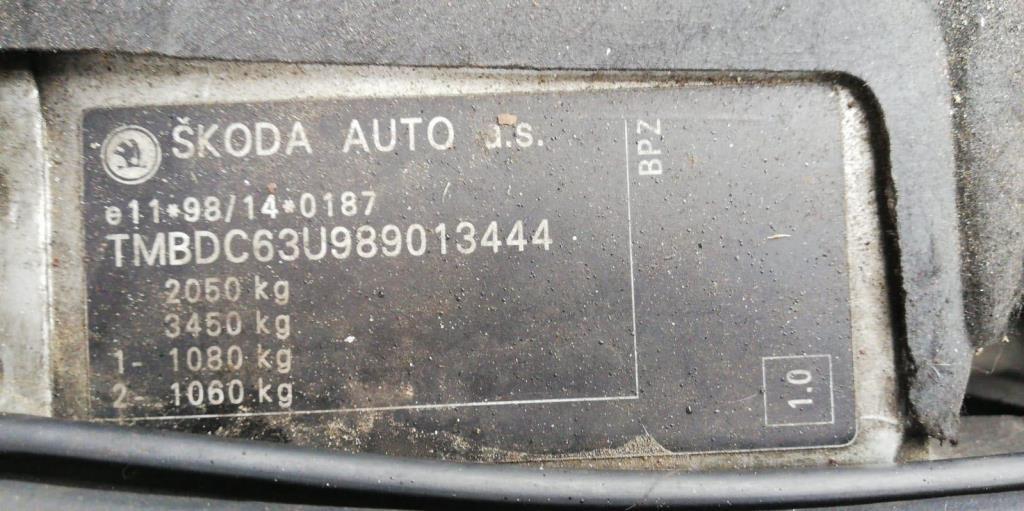 ŠKODA AUTO a.s.
e11*98/14*0187
TMBDC63U989013444
2050 kg
3450 kg
1- 1080 kg
2- 1060 kg
BPZ
1.0